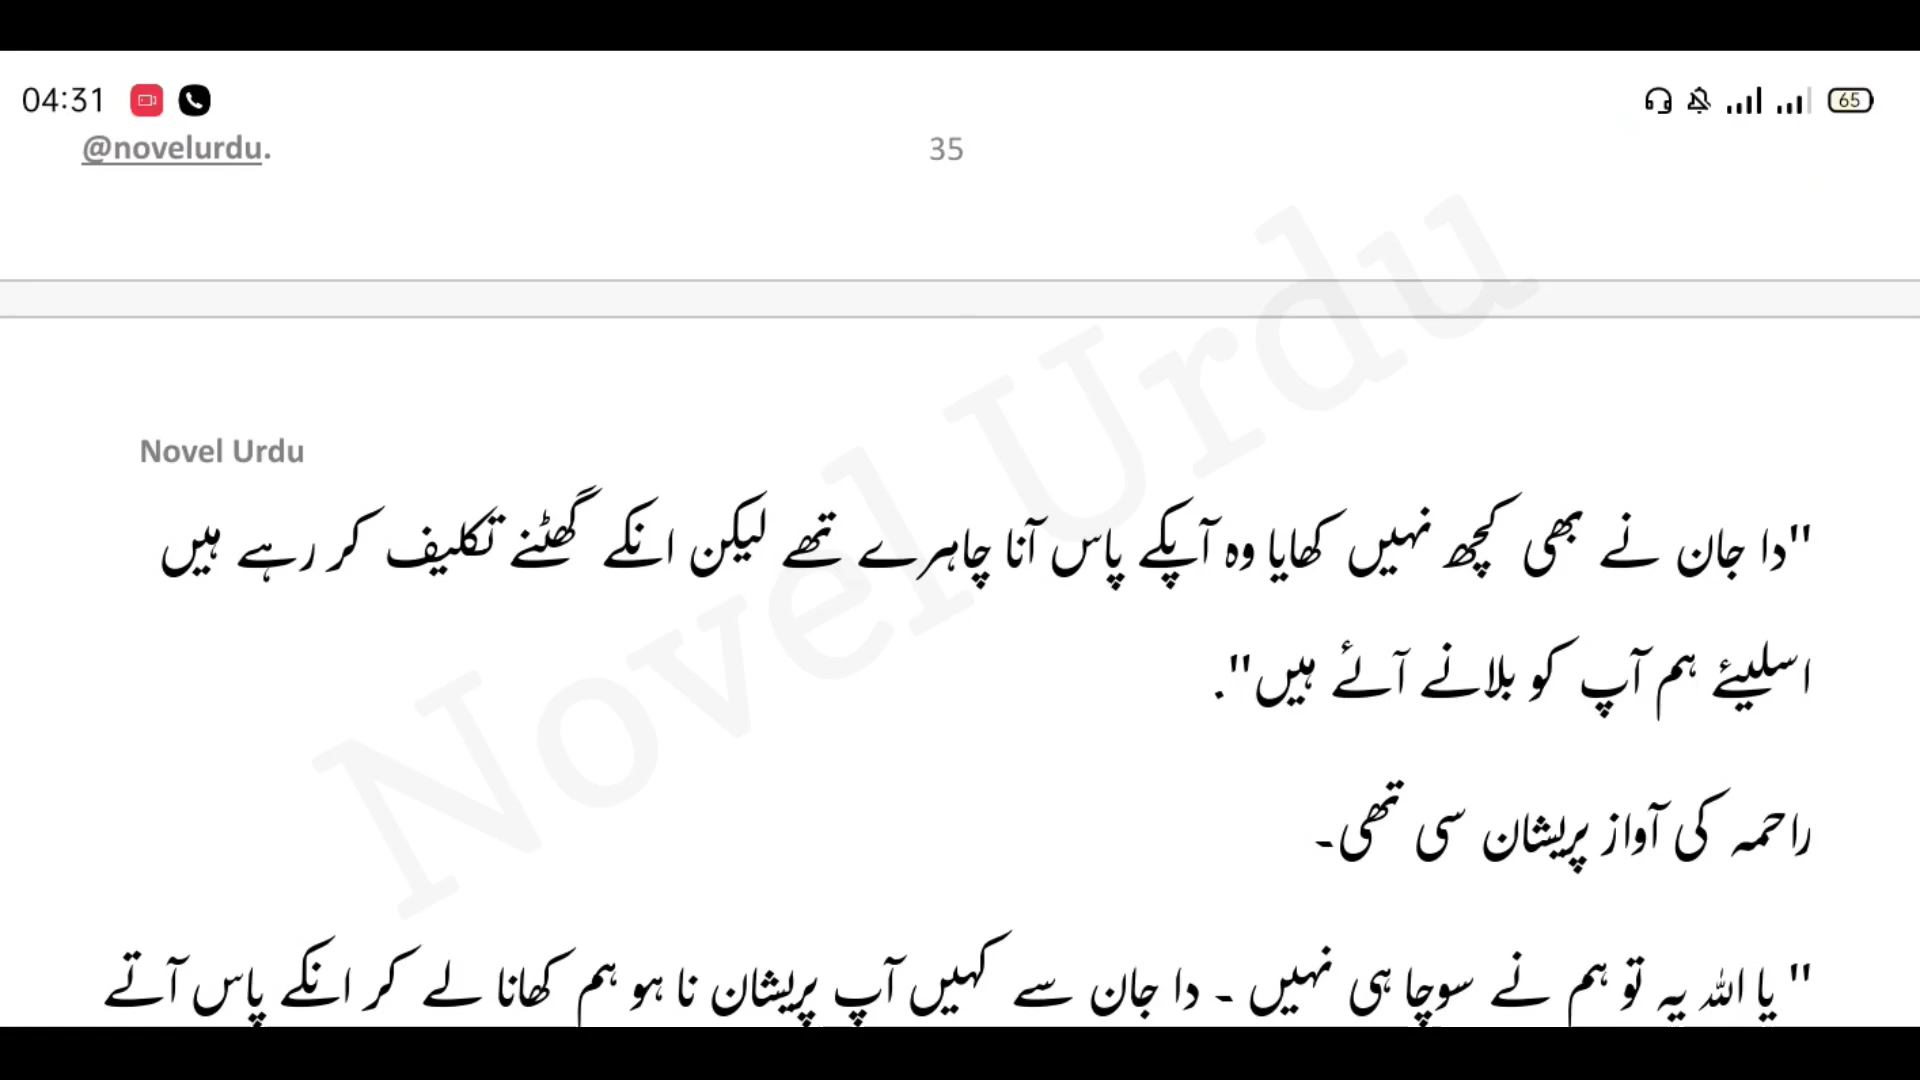 04:31
65
@novelurdu.
35
Novel Urdu
Novel Urdu
"دا جان نے بھی کچھ نہیں کھایا وہ آپکے پاس آنا چاہرے تھے لیکن انکے گھٹنے تکلیف کر رہے ہیں
اسلیئے ہم آپ کو بلانے آئے ہیں".
راحمہ کی آواز پریشان سی تھی۔
" یا اللہ یہ تو ہم نے سوچا ہی نہیں ۔ دا جان سے کہیں آپ پریشان نا ہو ہم کھانا لے کر انکے پاس آتے